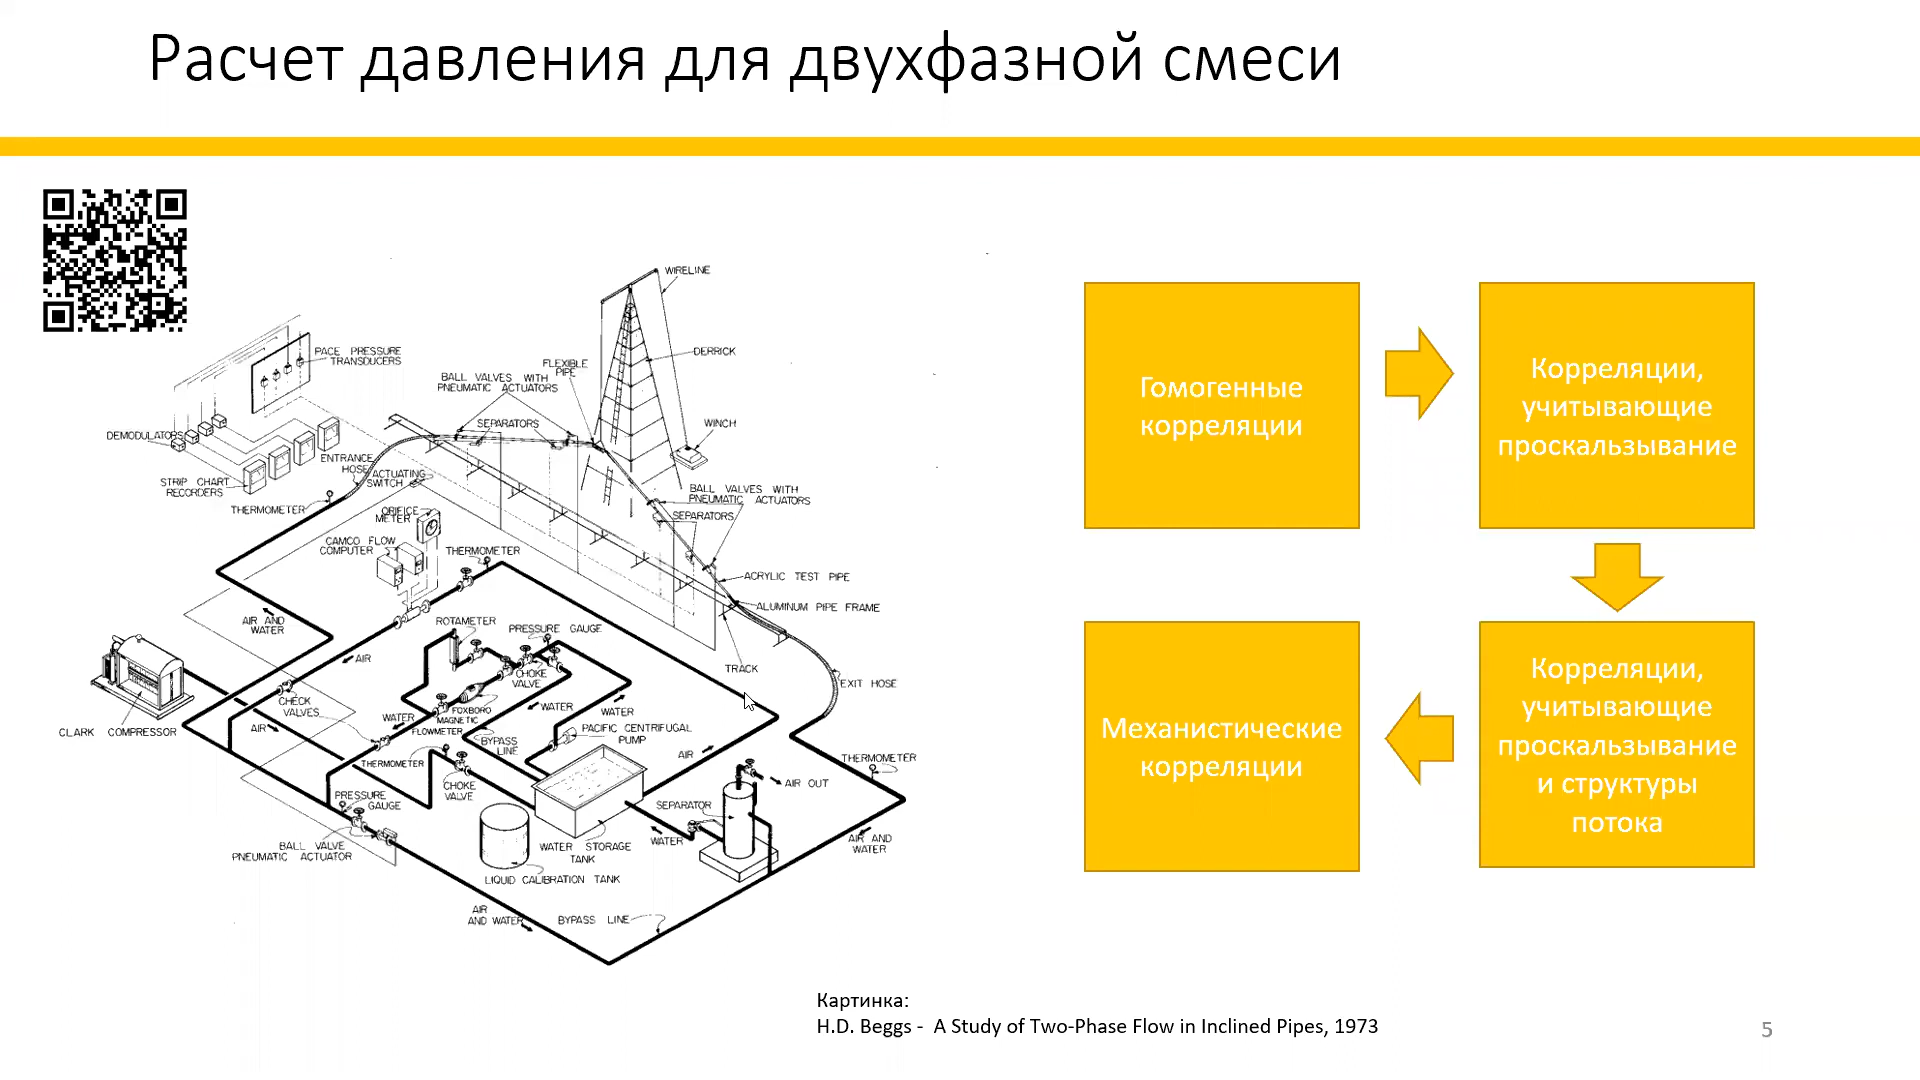 Расчет давления для двухфазной смеси
WIRELINE
PACE PRESSURE
TRANSDUCERS
DERRICK
FLEXIBLE
PIPE
BALL VALVES WITH
PNEUMATIC ACTUATORS
SEPARATORS
WINCH
DEMODULATORS
ENTRANCE
HOSE
ACTUATING
SWITCH
STRIP CHART
RECORDERS
BALL VALVES WITH
PNEUMATIC ACTUATORS
THERMOMETER
ORIFICE
METER
SEPARATORS
CAMCO FLOW
COMPUTER
THERMOMETER
ACRYLIC TEST PIPE
ALUMINUM PIPE FRAME
AIR AND
WATER
ROTAMETER
PRESSURE GAUGE
AIR
TRACK
CHOKE
VALVE
EXIT HOSE
CHECK
VALVES
WATER
FOXBORO
MAGNETIC
FLOWMETER
WATER
WATER
CLARK COMPRESSOR
AIR
BYPASS
LINE
PACIFIC CENTRIFUGAL
PUMP
AIR
THERMOMETER
THERMOMETER
CHOKE
VALVE
AIR OUT
PRESSURE
GAUGE
SEPARATOR
BALL VALVE
PNEUMATIC ACTUATOR
WATER STORAGE
TANK
WATER
AIR AND
WATER
LIQUID CALIBRATION TANK
AIR
AND WATER
BYPASS LINE
Гомогенные
корреляции
Корреляции,
учитывающие
проскальзывание
Корреляции,
учитывающие
проскальзывание
и структуры
потока
Механистические
корреляции
Картинка:
H.D. Beggs - A Study of Two-Phase Flow in Inclined Pipes, 1973
5